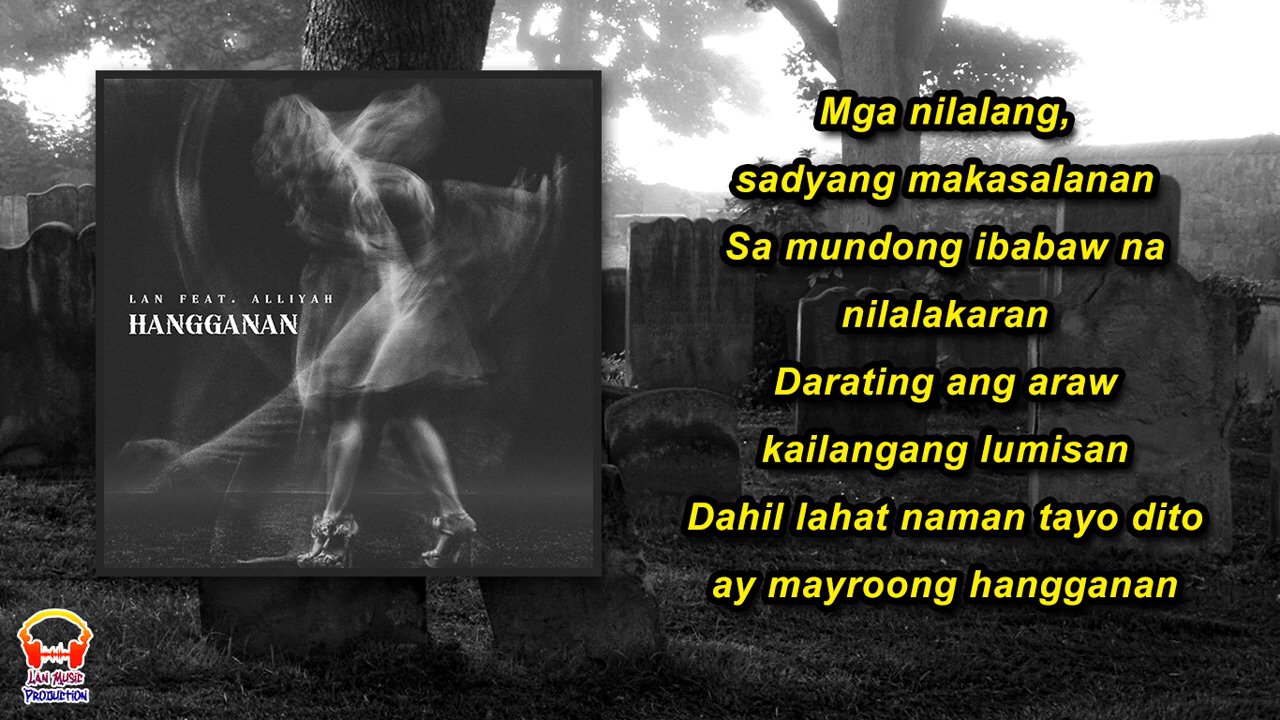 LAN FEAT. ALLIYAH
HANGGANAN
Mga nilalang,
sadyang makasalanan
Sa mundong ibabaw na
nilalakaran
Darating ang araw
kailangang lumisan
Dahil lahat naman tayo dito
ay mayroong hangganan
Lan Music
Production